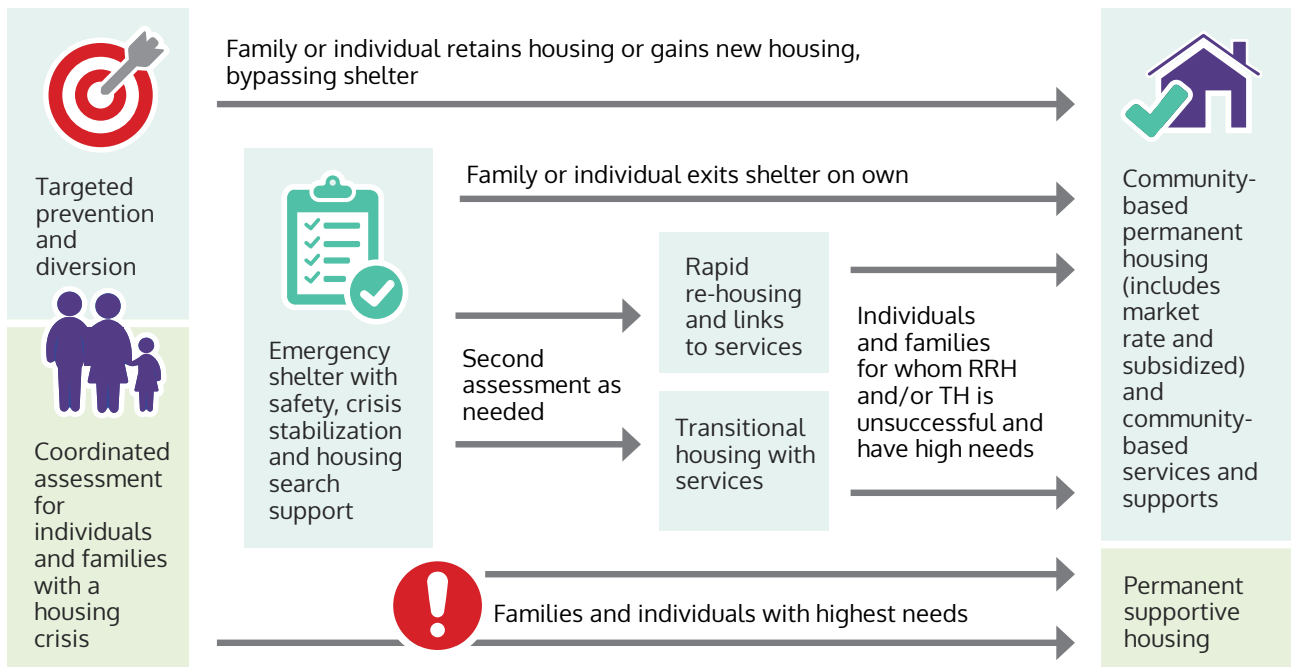 Targeted
prevention
and
diversion
Coordinated
assessment
for
individuals
and families
with a
housing
crisis
Family or individual retains housing or gains new housing,
bypassing shelter
Emergency
shelter with
safety, crisis
stabilization
and housing
search
support
Family or individual exits shelter on own
Second
assessment as
needed
Rapid
re-housing
and links
to services
Transitional
housing with
services
Individuals
and families
for whom RRH
and/or TH is
unsuccessful and
have high needs
Families and individuals with highest needs
Community-
based
permanent
housing
(includes
market
rate and
subsidized)
and
community-
based
services and
supports
Permanent
supportive
housing